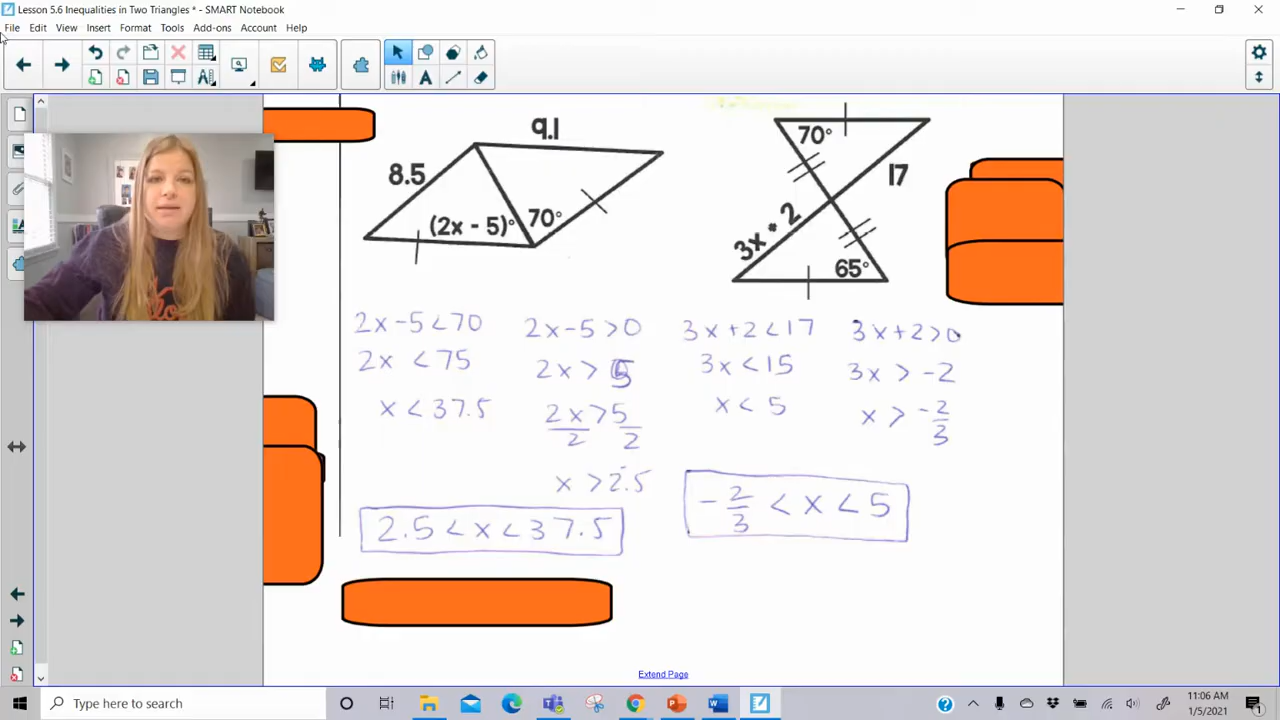 Lesson 5.6 Inequalities in Two Triangles * - SMART Notebook
File Edit View Insert Format Tools Add-ons Account Help
9.1
8.5
(2x - 5)°
70°
70°
17
3x + 2
65°
2x-5<70
2x <75
x <37.5
2x-5>0
2x > 5
2x>5
2 2
x >2.5
2.5 <x <37.5
3x+2<17
3x <15
x < 5
3x+2>0
3x > -2
x > -2
3
- 2/3 < x < 5
Extend Page
Type here to search
11:06 AM
1/5/2021